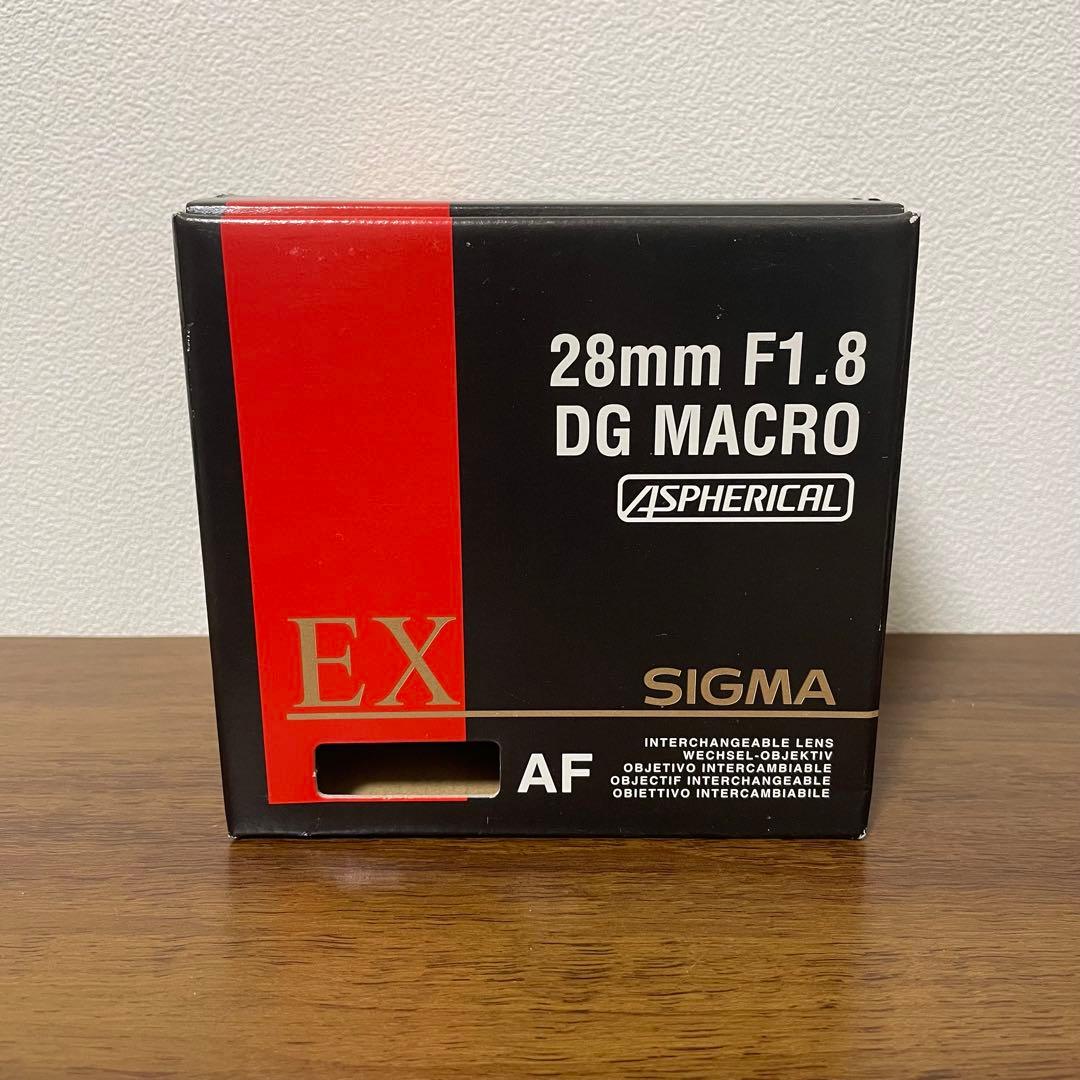 28mm F1.8
DG MACRO
ASPHERICAL
EX
SIGMA
AF
INTERCHANGEABLE LENS
WECHSEL-OBJEKTIV
OBJETIVO INTERCAMBIABLE
OBJECTIF INTERCHANGEABLE
OBIETTIVO INTERCAMBIABILE